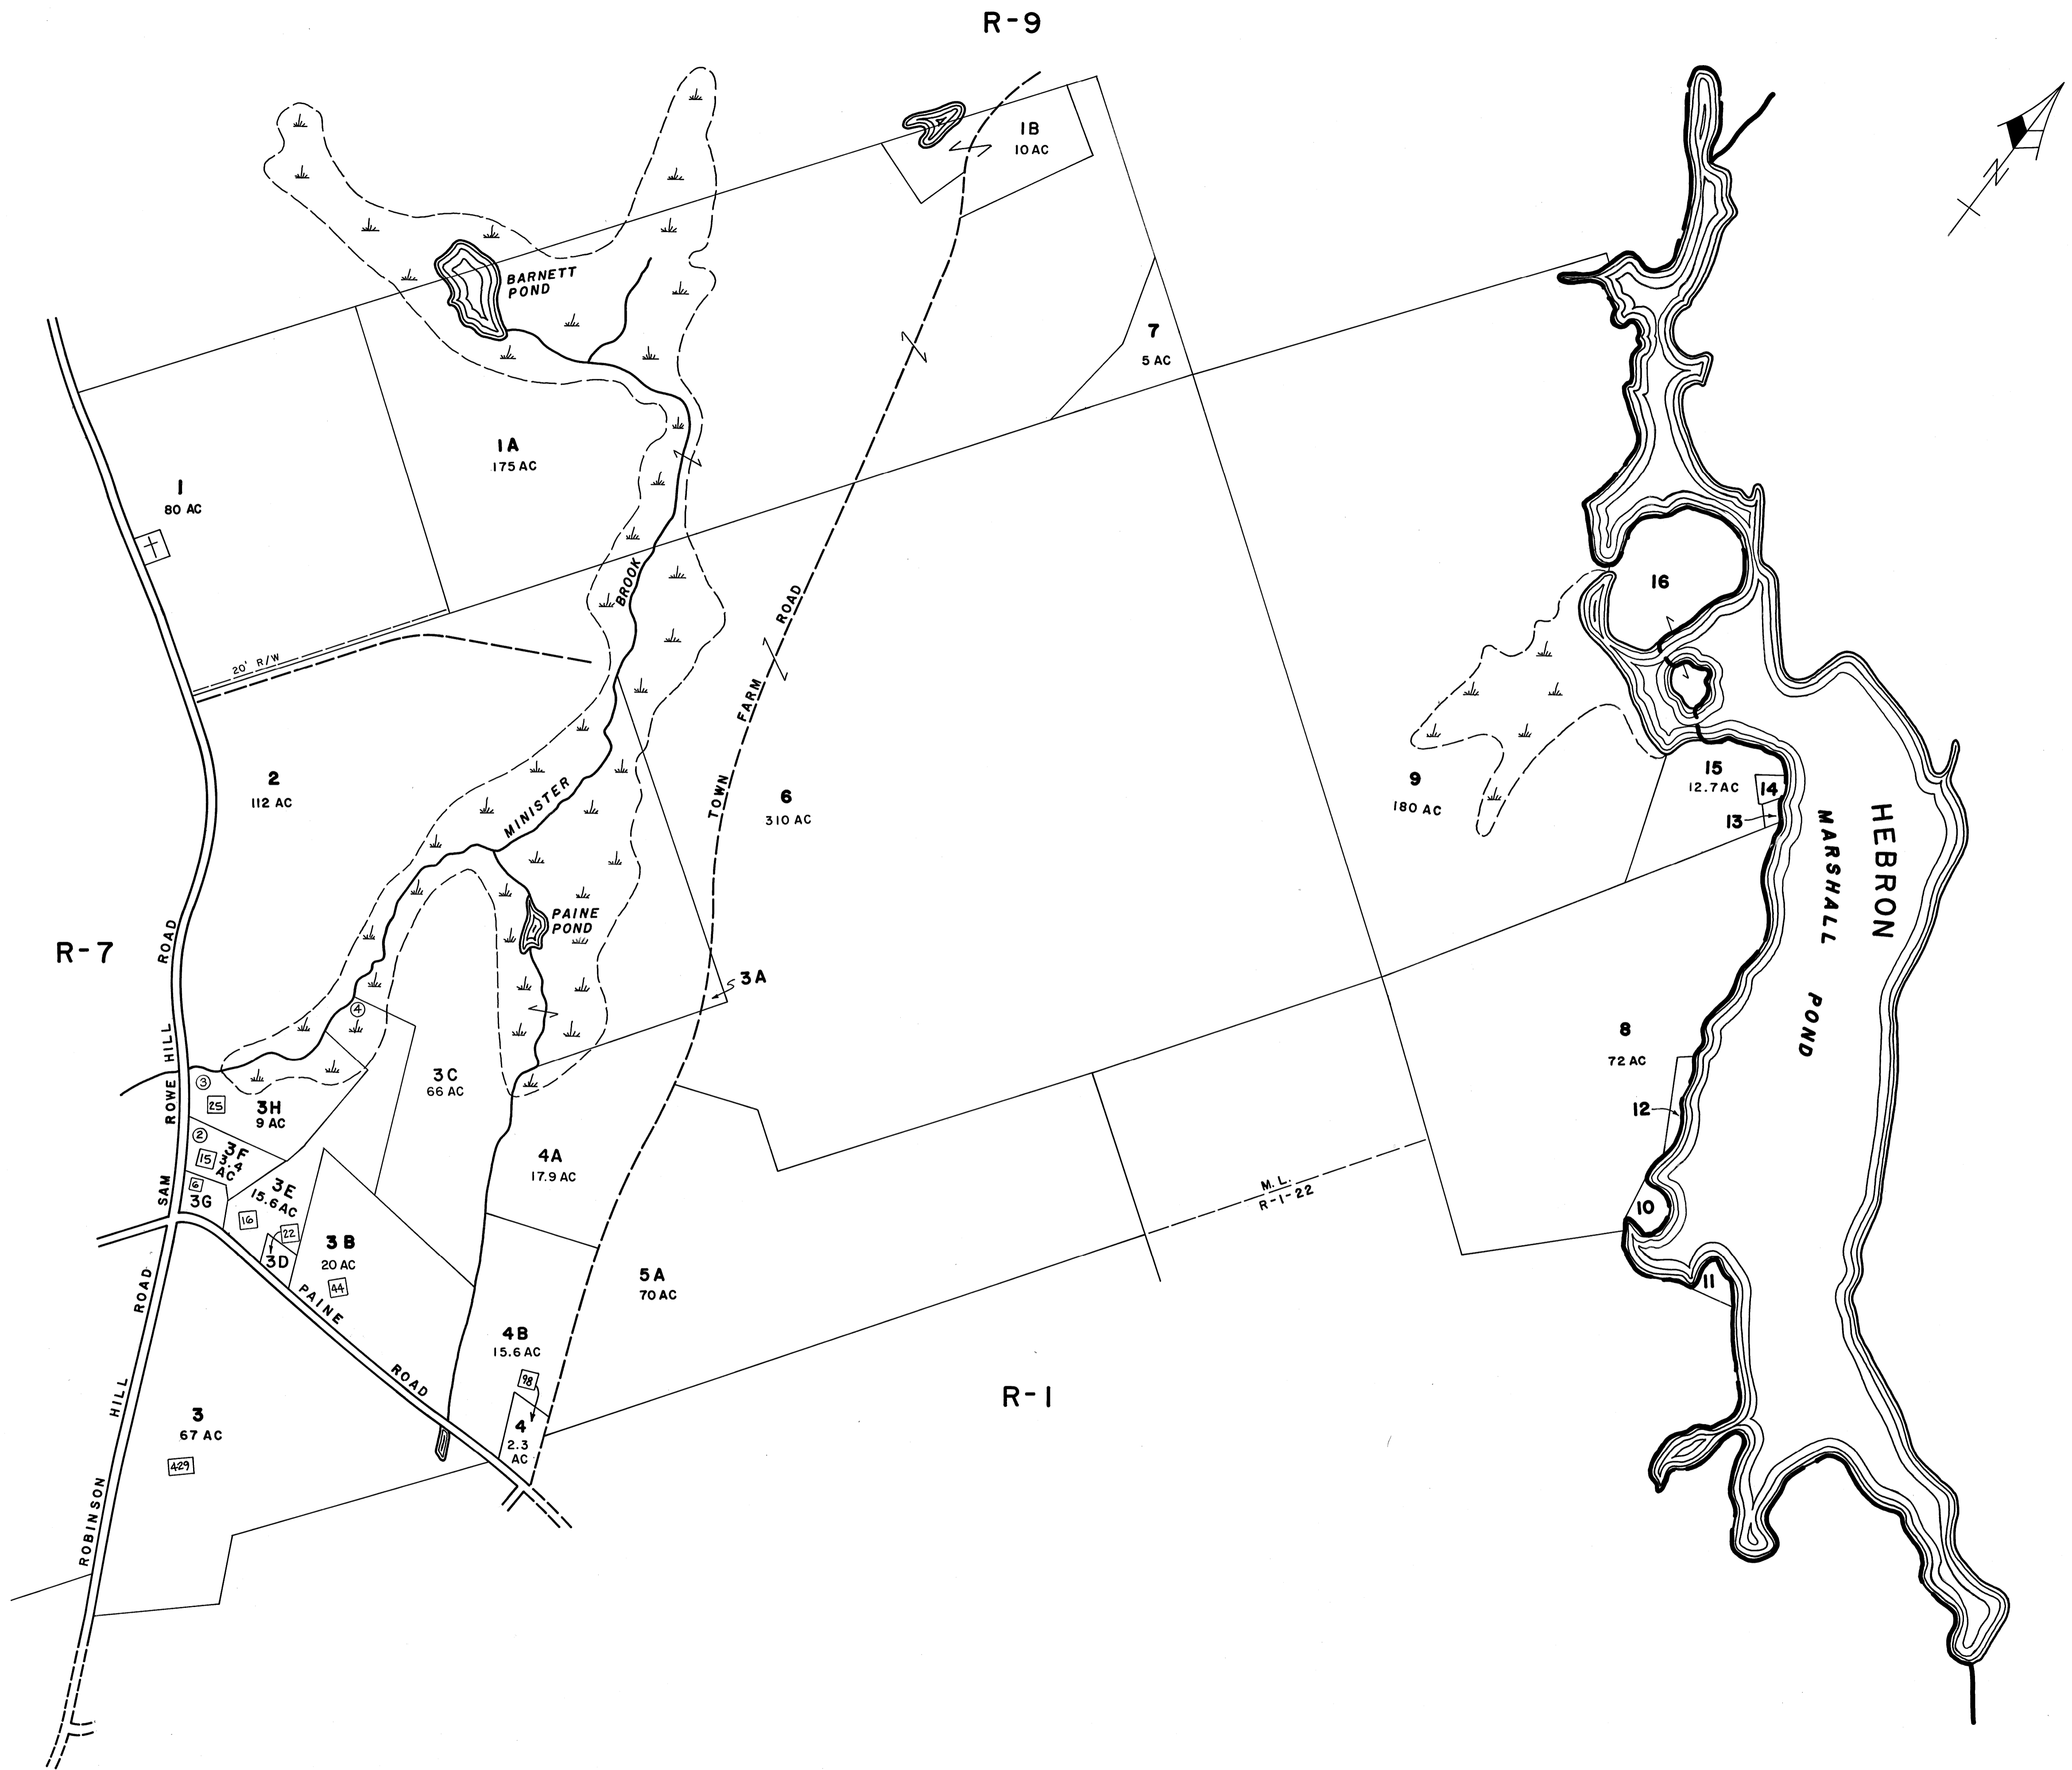 R-9
1B
10 AC
N
BARNETT
POND
7
5 AC
1A
175 AC
1
80 AC
BROOK
TOWN FARM ROAD
16
20' R/W
2
112 AC
MINISTER
6
310 AC
9
180 AC
15
12.7 AC
14
13
HEBRON
MARSHALL POND
PAINE
POND
R-7
SAM ROWE HILL ROAD
3A
4
3C
66 AC
8
72 AC
3
25
3H
9 AC
12
2
15
3F
3.4
AC
4A
17.9 AC
6
3G
3E
15.6 AC
16
22
3D
M. L.
R-1-22
10
3B
20 AC
44
5A
70 AC
11
PAINE ROAD
4B
15.6 AC
98
R-1
3
67 AC
429
4
2.3
AC
ROBINSON HILL ROAD